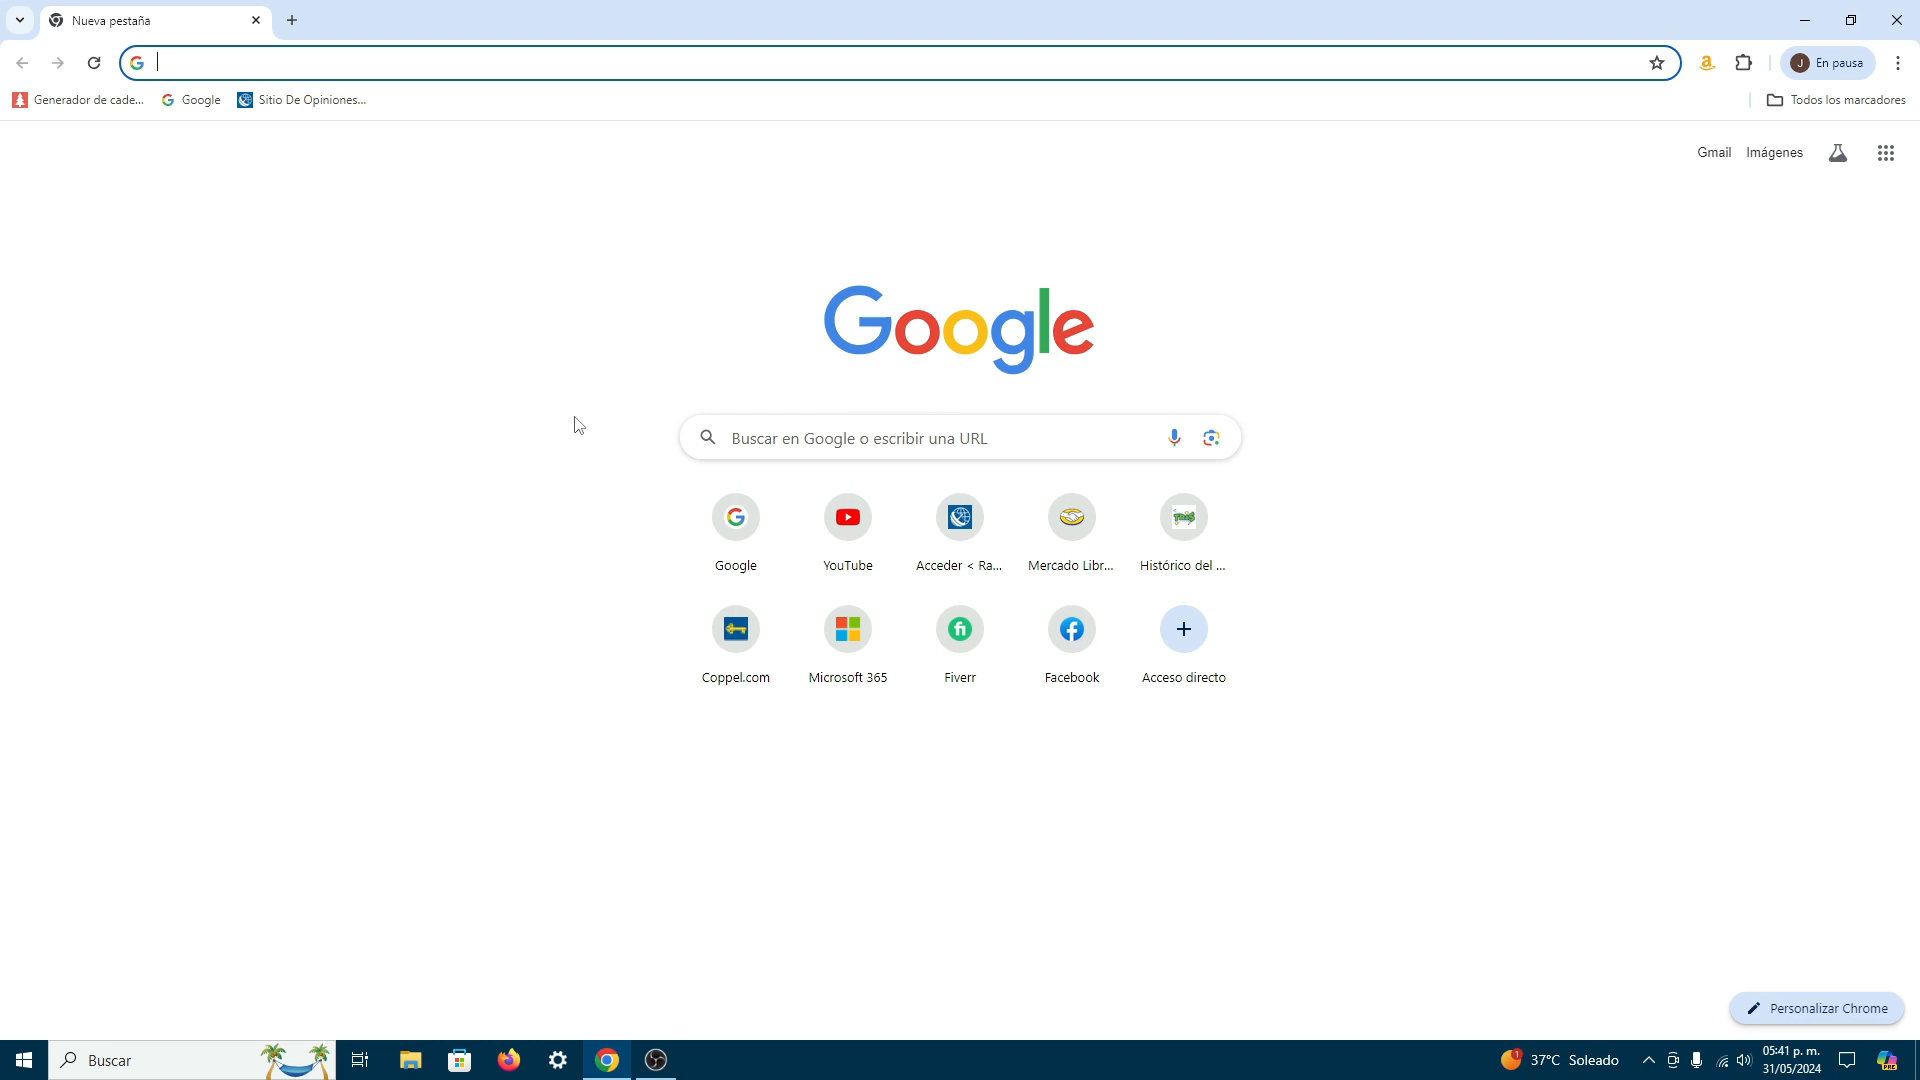 Nueva pestaña
J En pausa
Generador de cade...
Google
Sitio De Opiniones...
Todos los marcadores
Gmail
Imágenes
Google
Buscar en Google o escribir una URL
Google
YouTube
Acceder < Ra...
Mercado Libr...
Histórico del ...
Coppel.com
Microsoft 365
Fiverr
Facebook
Acceso directo
Personalizar Chrome
Buscar
1
37°C Soleado
05:41 p. m.
31/05/2024
PRE